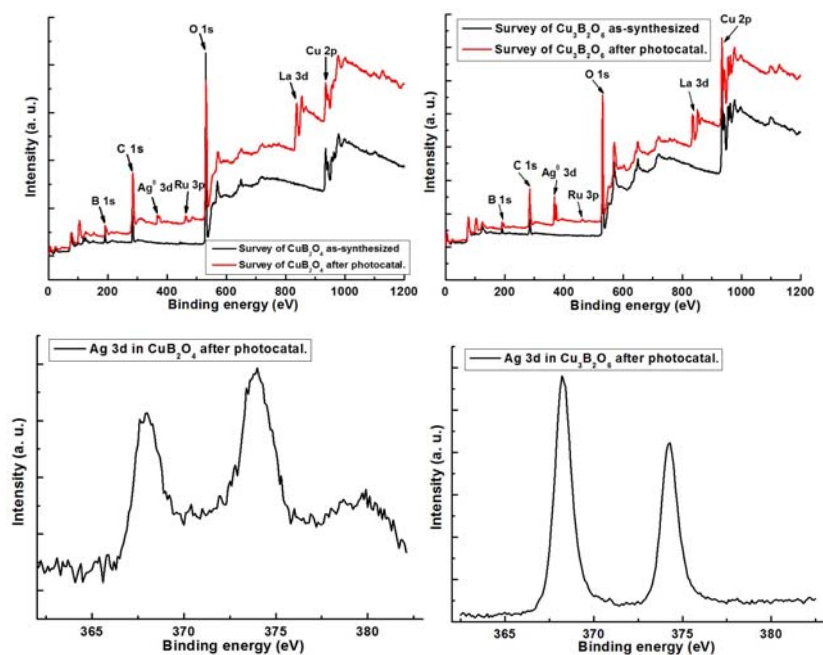 O 1s
Cu 2p
La 3d
C 1s
Ag⁰ 3d
Ru 3p
B 1s
Survey of CuB₂O₄ as-synthesized
Survey of CuB₂O₄ after photocatal.
Intensity (a. u.)
0 200 400 600 800 1000 1200
Binding energy (eV)
Survey of Cu₃B₂O₆ as-synthesized
Survey of Cu₃B₂O₆ after photocatal.
Cu 2p
O 1s
La 3d
C 1s
Ag⁰ 3d
Ru 3p
B 1s
Intensity (a. u.)
0 200 400 600 800 1000 1200
Binding energy (eV)
Ag 3d in CuB₂O₄ after photocatal.
Intensity (a. u.)
365 370 375 380
Binding energy (eV)
Ag 3d in Cu₃B₂O₆ after photocatal.
Intensity (a. u.)
365 370 375 380
Binding energy (eV)